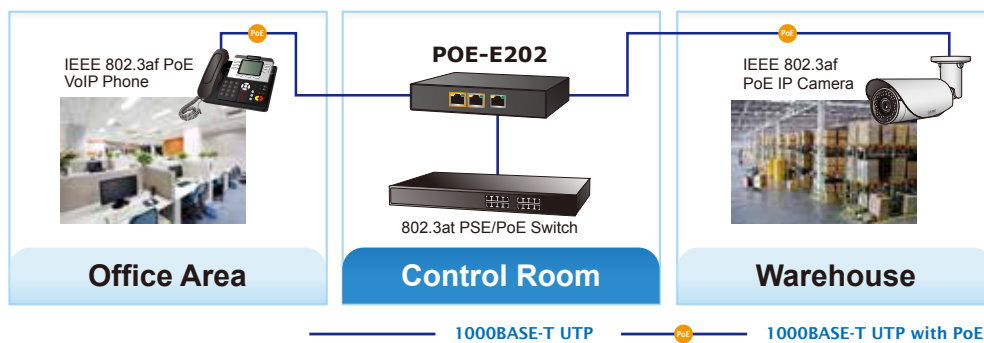 PoE
IEEE 802.3af PoE
VoIP Phone
POE-E202
PoE
IEEE 802.3af
PoE IP Camera
802.3at PSE/PoE Switch
Office Area
Control Room
Warehouse
1000BASE-T UTP
PoE
1000BASE-T UTP with PoE